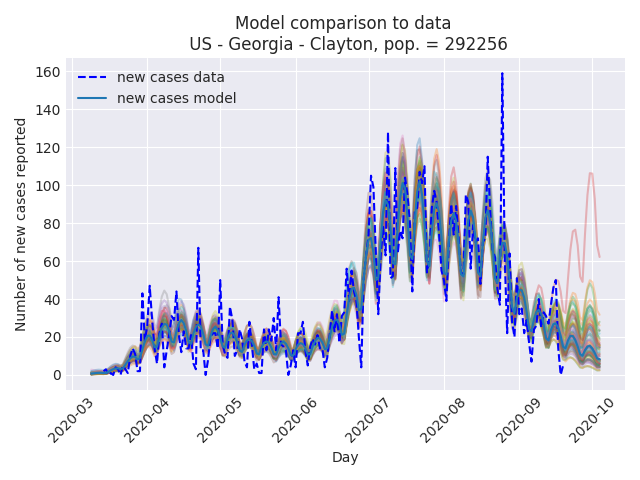 Model comparison to data
US - Georgia - Clayton, pop. = 292256
Number of new cases reported
160
140
120
100
80
60
40
20
0
new cases data
new cases model
2020-03
2020-04
2020-05
2020-06
2020-07
2020-08
2020-09
2020-10
Day